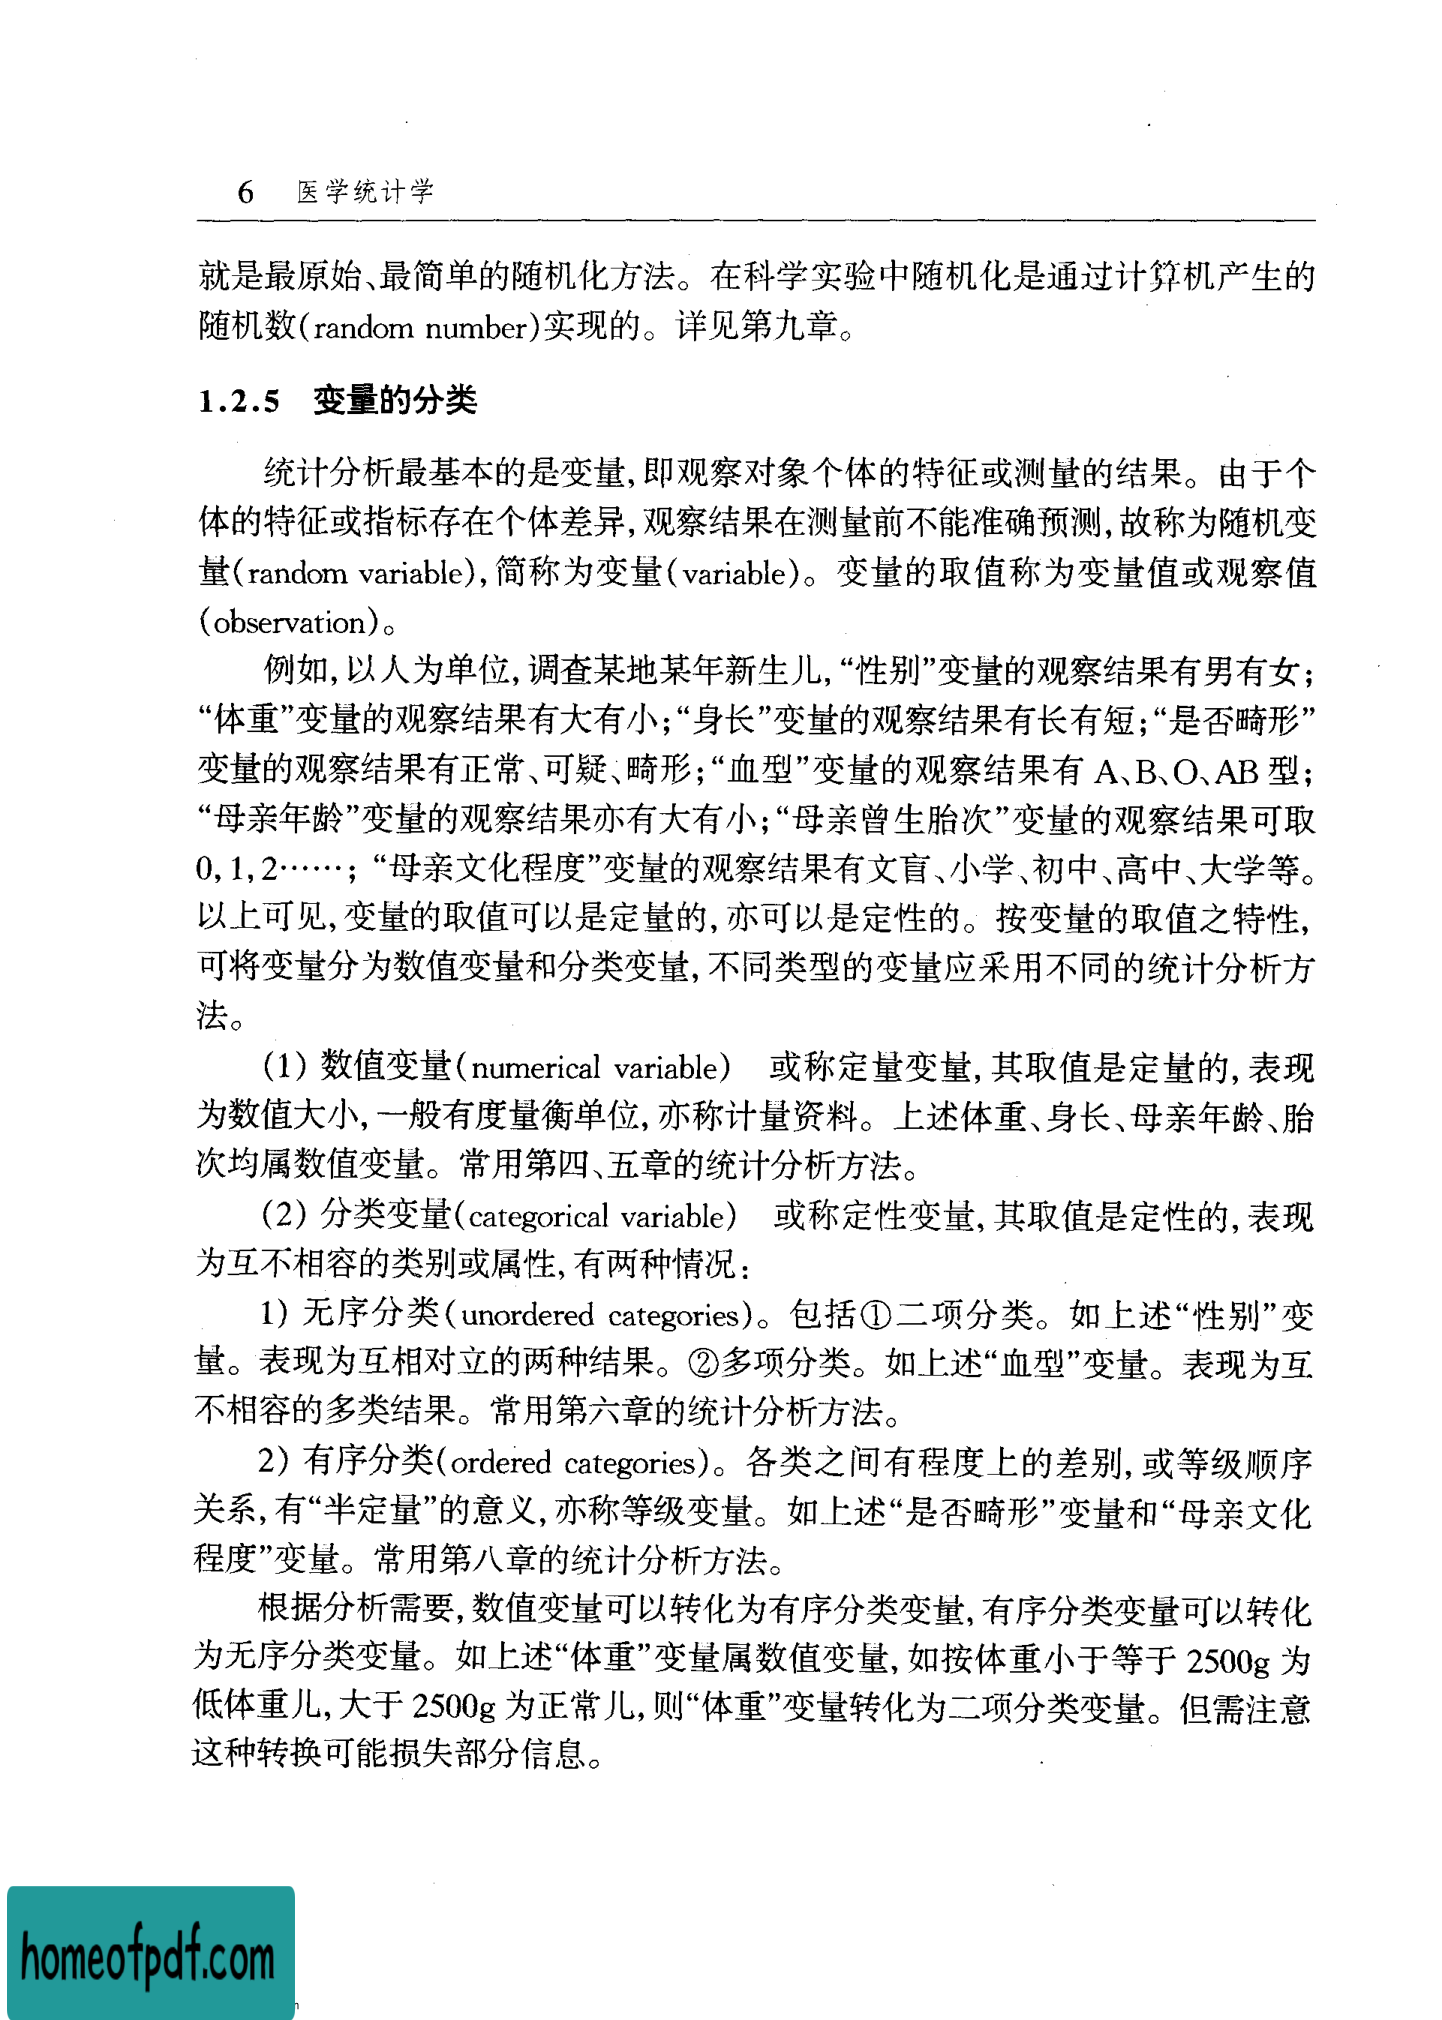 6 医学统计学
就是最原始、最简单的随机化方法。在科学实验中随机化是通过计算机产生的
随机数(random number)实现的。详见第九章。
1.2.5 变量的分类
统计分析最基本的是变量,即观察对象个体的特征或测量的结果。由于个
体的特征或指标存在个体差异,观察结果在测量前不能准确预测,故称为随机变
量(random variable),简称为变量(variable)。变量的取值称为变量值或观察值
(observation)。
例如,以人为单位,调查某地某年新生儿,“性别”变量的观察结果有男有女;
“体重”变量的观察结果有大有小;“身长”变量的观察结果有长有短;“是否畸形”
变量的观察结果有正常、可疑、畸形;“血型”变量的观察结果有 A、B、O、AB 型;
“母亲年龄”变量的观察结果亦有大有小;“母亲曾生胎次”变量的观察结果可取
0,1,2……;“母亲文化程度”变量的观察结果有文盲、小学、初中、高中、大学等。
以上可见,变量的取值可以是定量的,亦可以是定性的。按变量的取值之特性,
可将变量分为数值变量和分类变量,不同类型的变量应采用不同的统计分析方
法。
(1) 数值变量(numerical variable) 或称定量变量,其取值是定量的,表现
为数值大小,一般有度量衡单位,亦称计量资料。上述体重、身长、母亲年龄、胎
次均属数值变量。常用第四、五章的统计分析方法。
(2) 分类变量(categorical variable) 或称定性变量,其取值是定性的,表现
为互不相容的类别或属性,有两种情况:
1) 无序分类(unordered categories)。包括①二项分类。如上述“性别”变
量。表现为互相对立的两种结果。②多项分类。如上述“血型”变量。表现为互
不相容的多类结果。常用第六章的统计分析方法。
2) 有序分类(ordered categories)。各类之间有程度上的差别,或等级顺序
关系,有“半定量”的意义,亦称等级变量。如上述“是否畸形”变量和“母亲文化
程度”变量。常用第八章的统计分析方法。
根据分析需要,数值变量可以转化为有序分类变量,有序分类变量可以转化
为无序分类变量。如上述“体重”变量属数值变量,如按体重小于等于 2500g 为
低体重儿,大于 2500g 为正常儿,则“体重”变量转化为二项分类变量。但需注意
这种转换可能损失部分信息。
homeofpdf.com